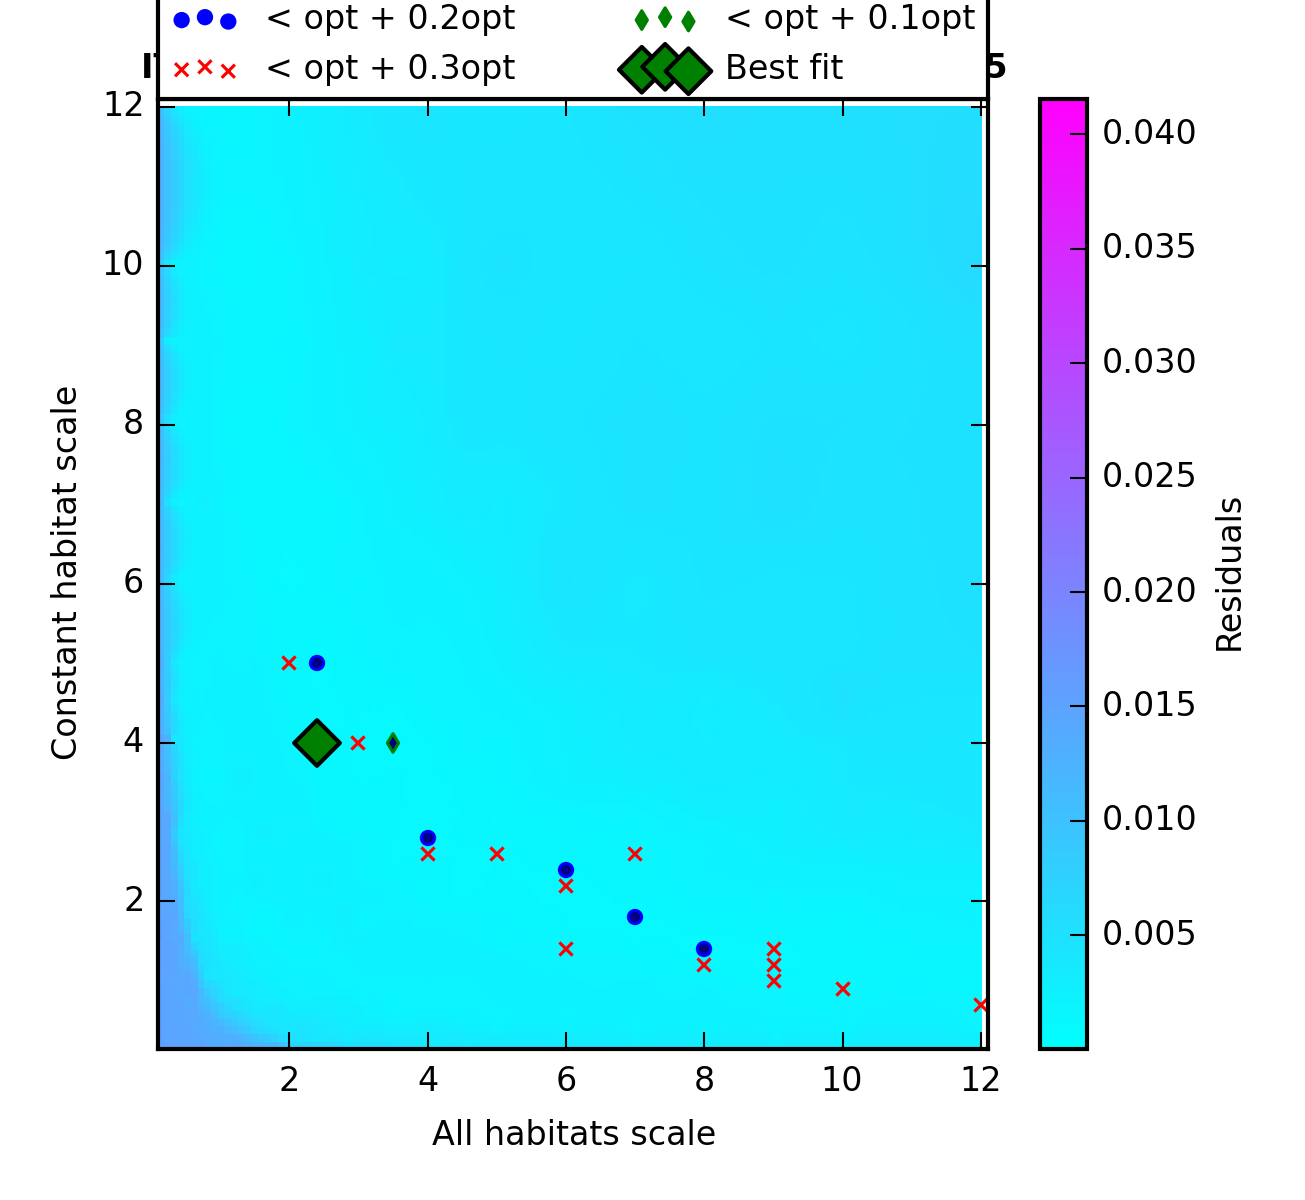 < opt + 0.2opt < opt + 0.1opt
< opt + 0.3opt Best fit
5
12
10
8
6
4
2
2 4 6 8 10 12
All habitats scale
Constant habitat scale
0.040
0.035
0.030
0.025
0.020
0.015
0.010
0.005
Residuals